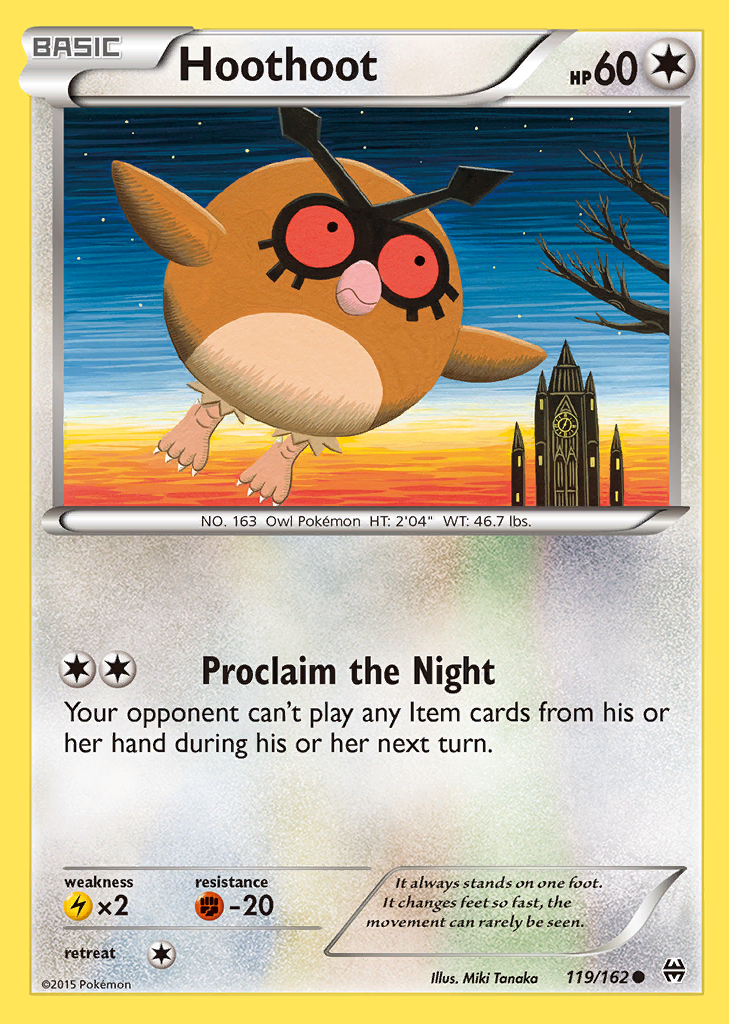 BASIC
Hoothoot
HP60
NO. 163 Owl Pokémon HT: 2'04" WT: 46.7 lbs.
Proclaim the Night
Your opponent can't play any Item cards from his or
her hand during his or her next turn.
weakness
×2
resistance
-20
retreat
It always stands on one foot.
It changes feet so fast, the
movement can rarely be seen.
©2015 Pokémon
Illus. Miki Tanaka
119/162